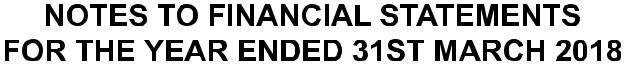 NOTES TO FINANCIAL STATEMENTS
FOR THE YEAR ENDED 31ST MARCH 2018